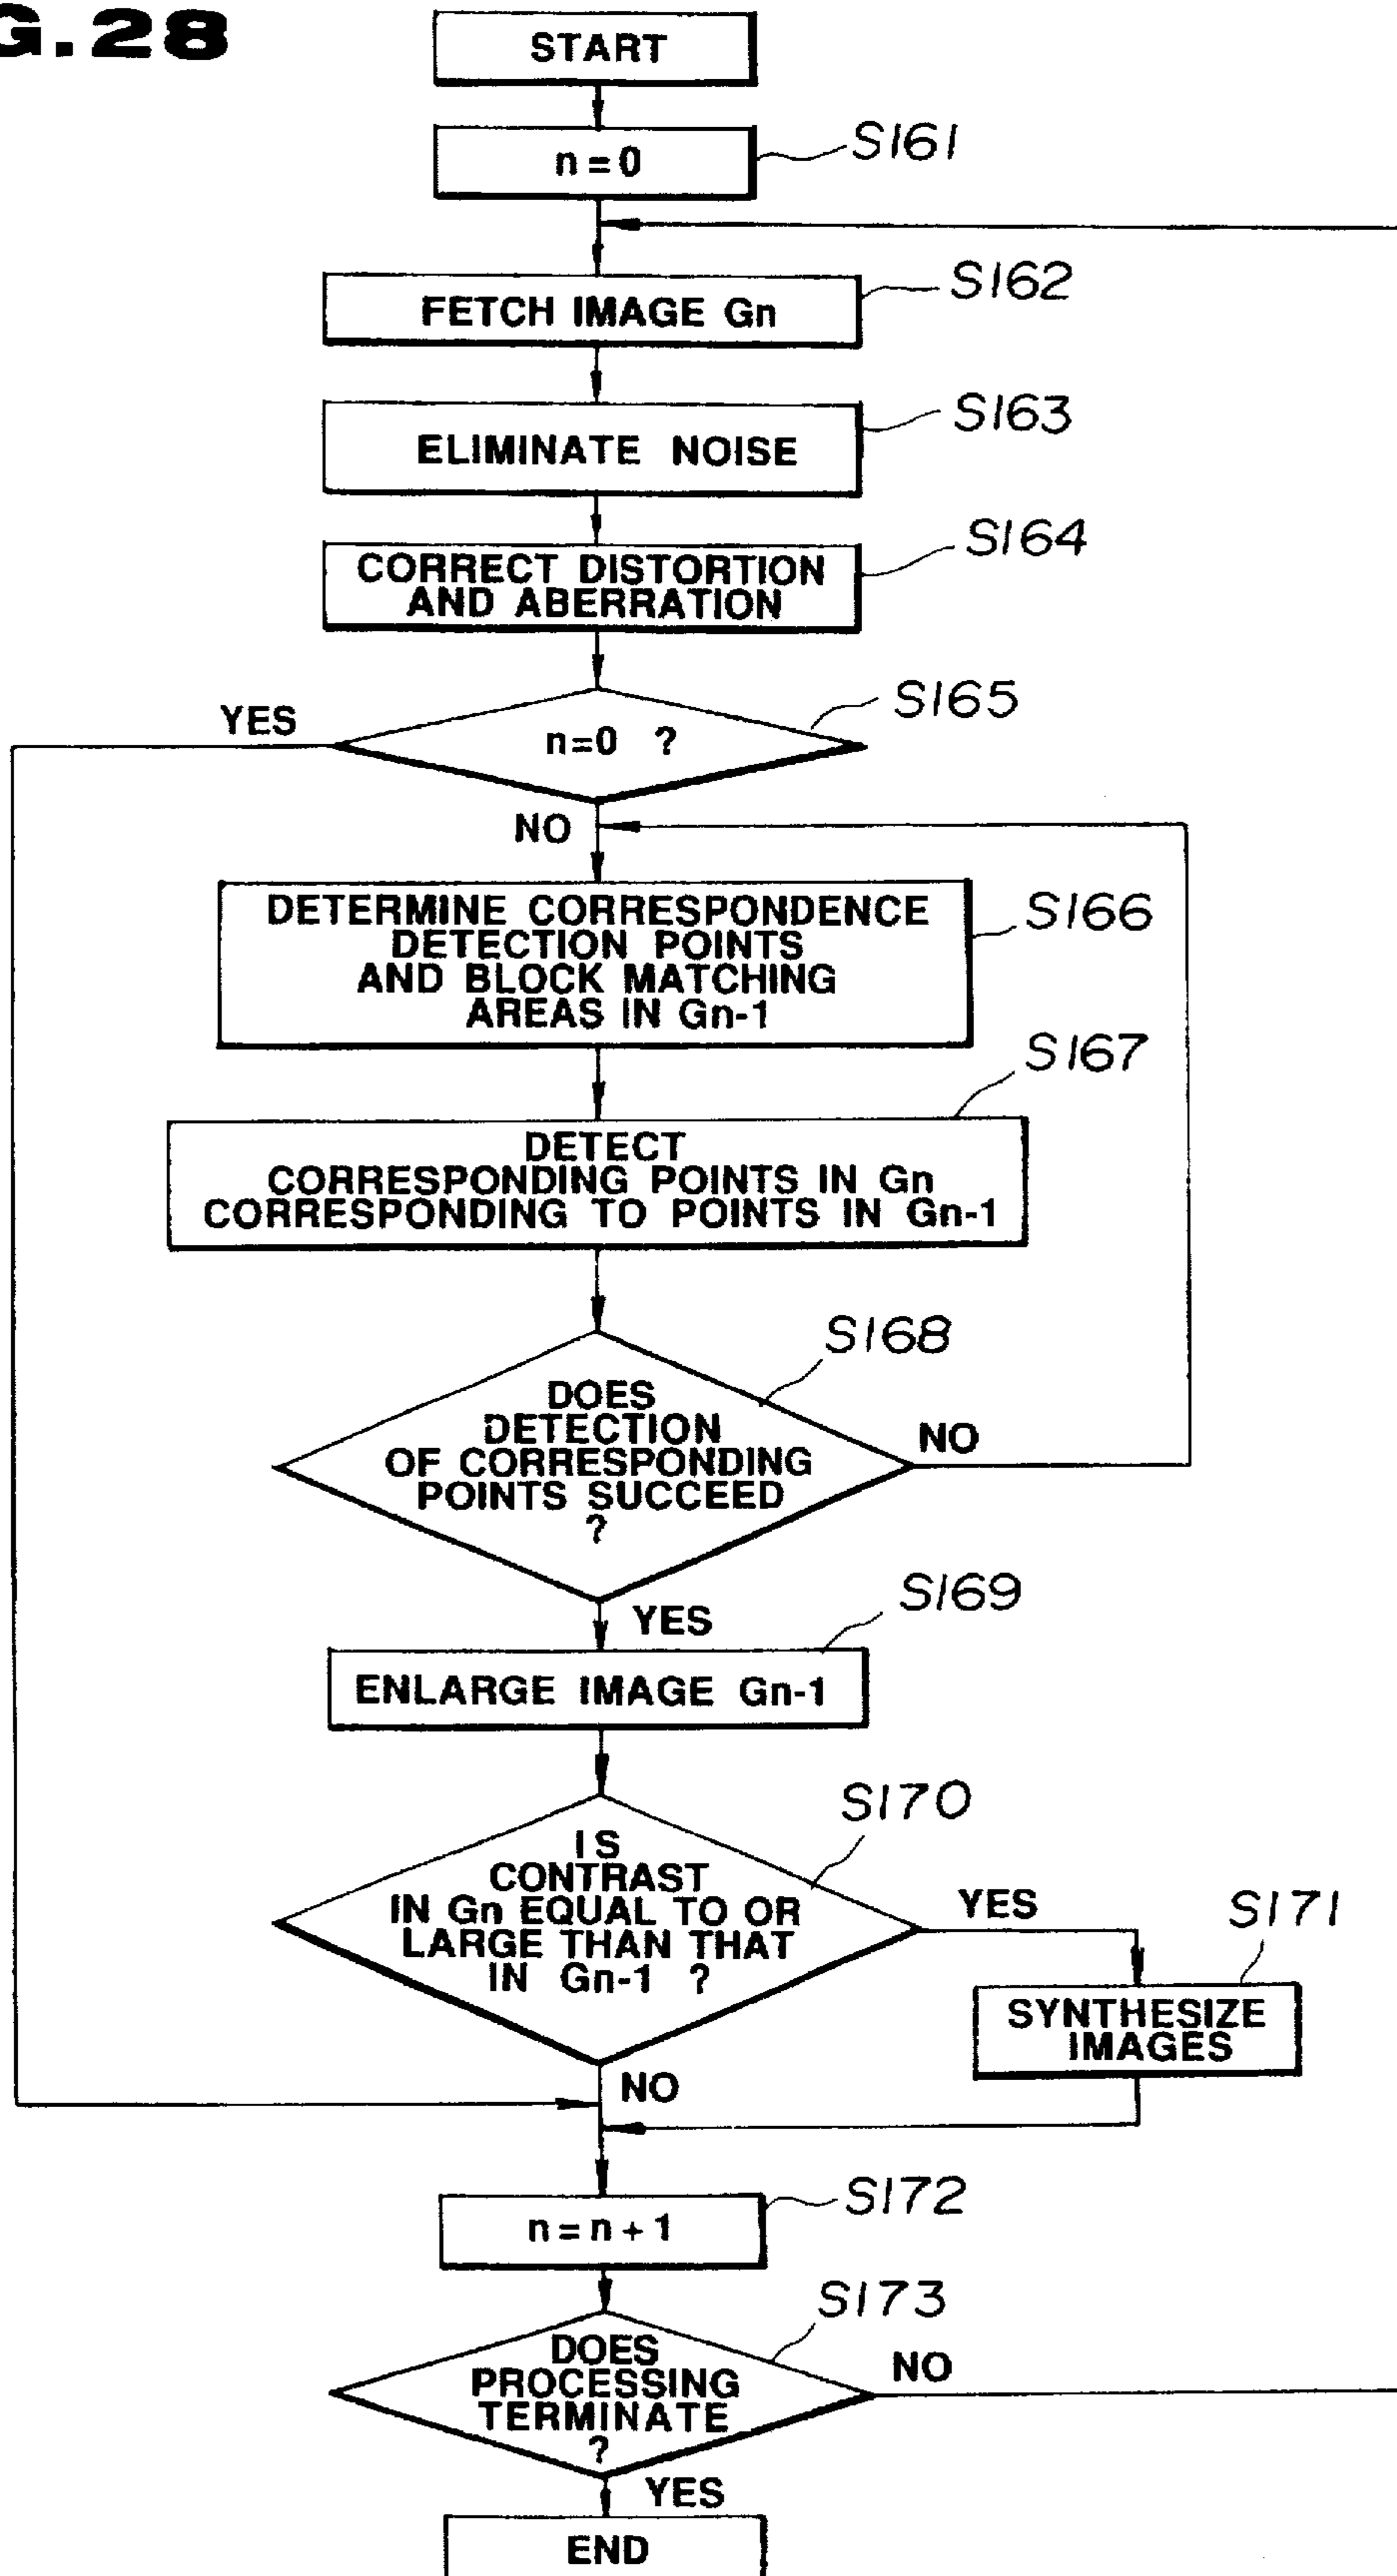 G.28
START
n=0
S161
FETCH IMAGE Gn
S162
ELIMINATE NOISE
S163
CORRECT DISTORTION
AND ABERRATION
S164
YES
n=0 ?
S165
NO
DETERMINE CORRESPONDENCE
DETECTION POINTS
AND BLOCK MATCHING
AREAS IN Gn-1
S166
DETECT
CORRESPONDING POINTS IN Gn
CORRESPONDING TO POINTS IN Gn-1
S167
DOES
DETECTION
OF CORRESPONDING
POINTS SUCCEED
?
S168
NO
YES
ENLARGE IMAGE Gn-1
S169
IS
CONTRAST
IN Gn EQUAL TO OR
LARGE THAN THAT
IN Gn-1 ?
S170
YES
SYNTHESIZE
IMAGES
S171
NO
n=n+1
S172
DOES
PROCESSING
TERMINATE
?
S173
NO
YES
END